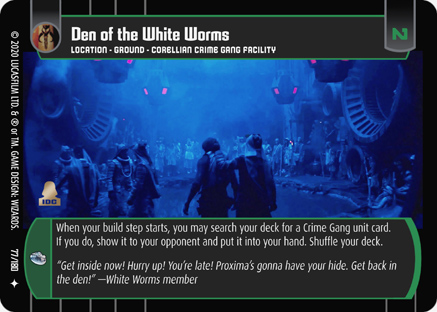 Den of the White Worms
N
LOCATION - GROUND - CORELLIAN CRIME GANG FACILITY
© 2020 LUCASFILM LTD. & ® or TM. GAME DESIGN: WIZARDS.
77/180
IDC
When your build step starts, you may search your deck for a Crime Gang unit card.
If you do, show it to your opponent and put it into your hand. Shuffle your deck.
"Get inside now! Hurry up! You're late! Proxima's gonna have your hide. Get back in
the den!" —White Worms member